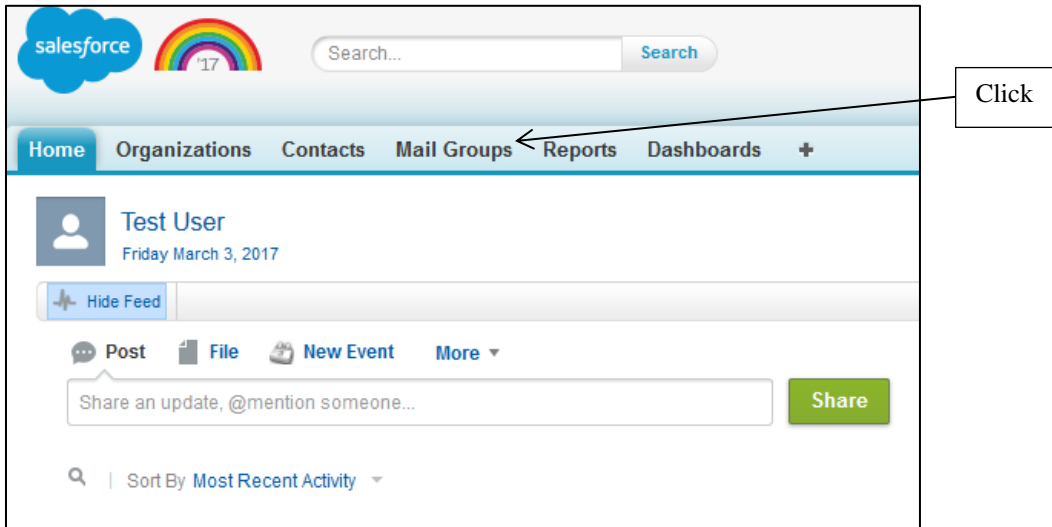 salesforce
'17
Search...
Search
Click
Home Organizations Contacts Mail Groups Reports Dashboards +
Test User
Friday March 3, 2017
Hide Feed
Post File New Event More
Share an update, @mention someone...
Share
| Sort By Most Recent Activity